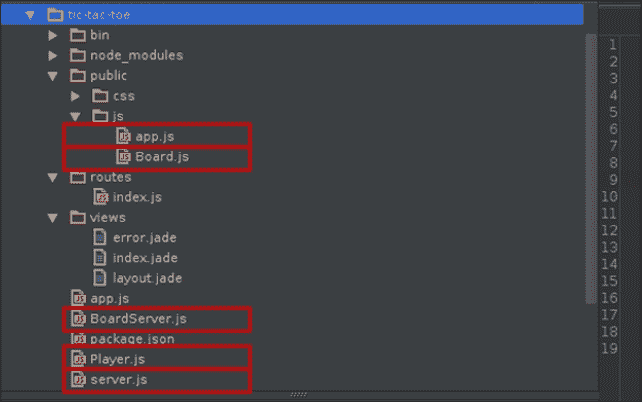 tic-tac-toe
bin
node_modules
public
css
js
app.js
Board.js
routes
index.js
views
error.jade
index.jade
layout.jade
app.js
BoardServer.js
package.json
Player.js
server.js
1
2
3
4
5
6
7
8
9
10
11
12
13
14
15
16
17
18
19